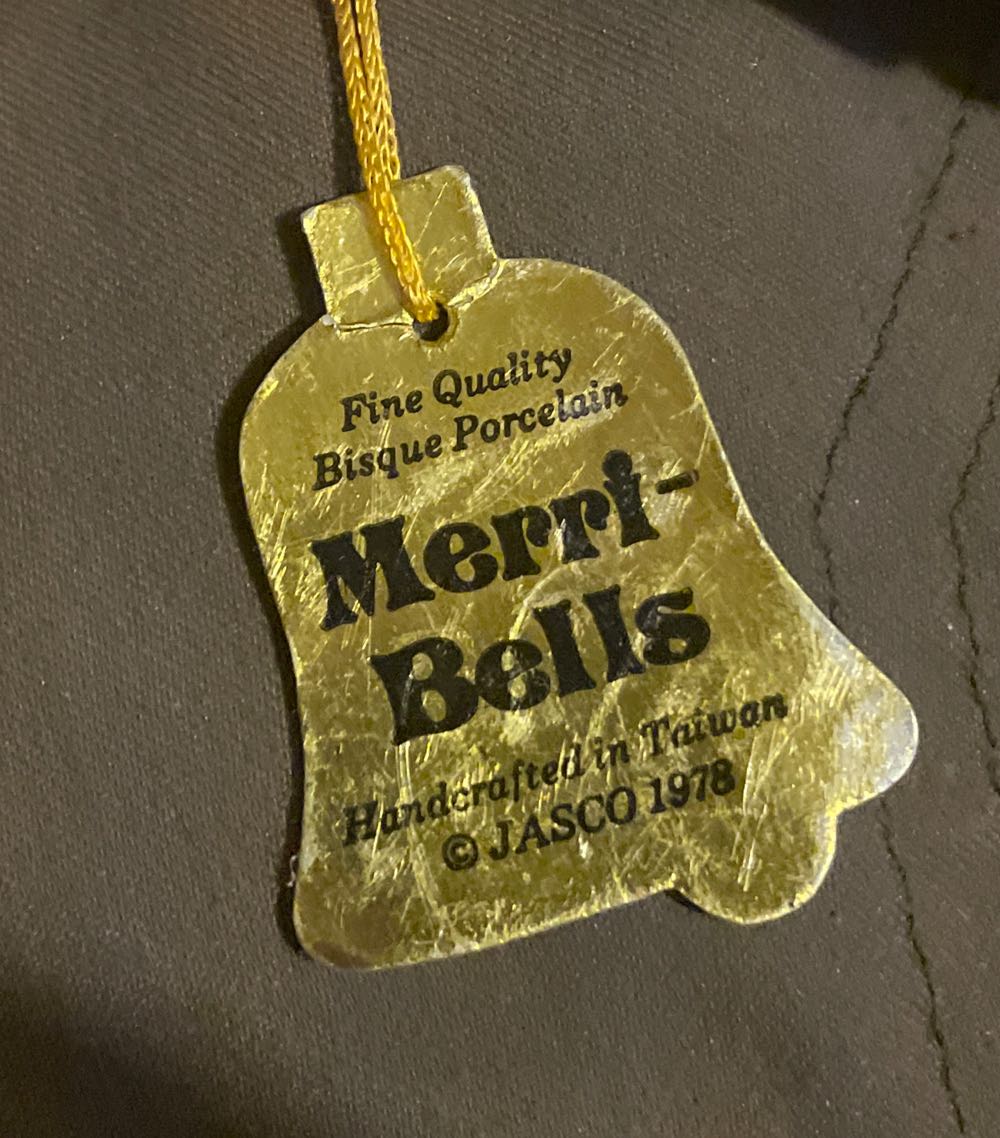 Fine Quality
Bisque Porcelain
Merri-
Bells
Handcrafted in Taiwan
© JASCO 1978